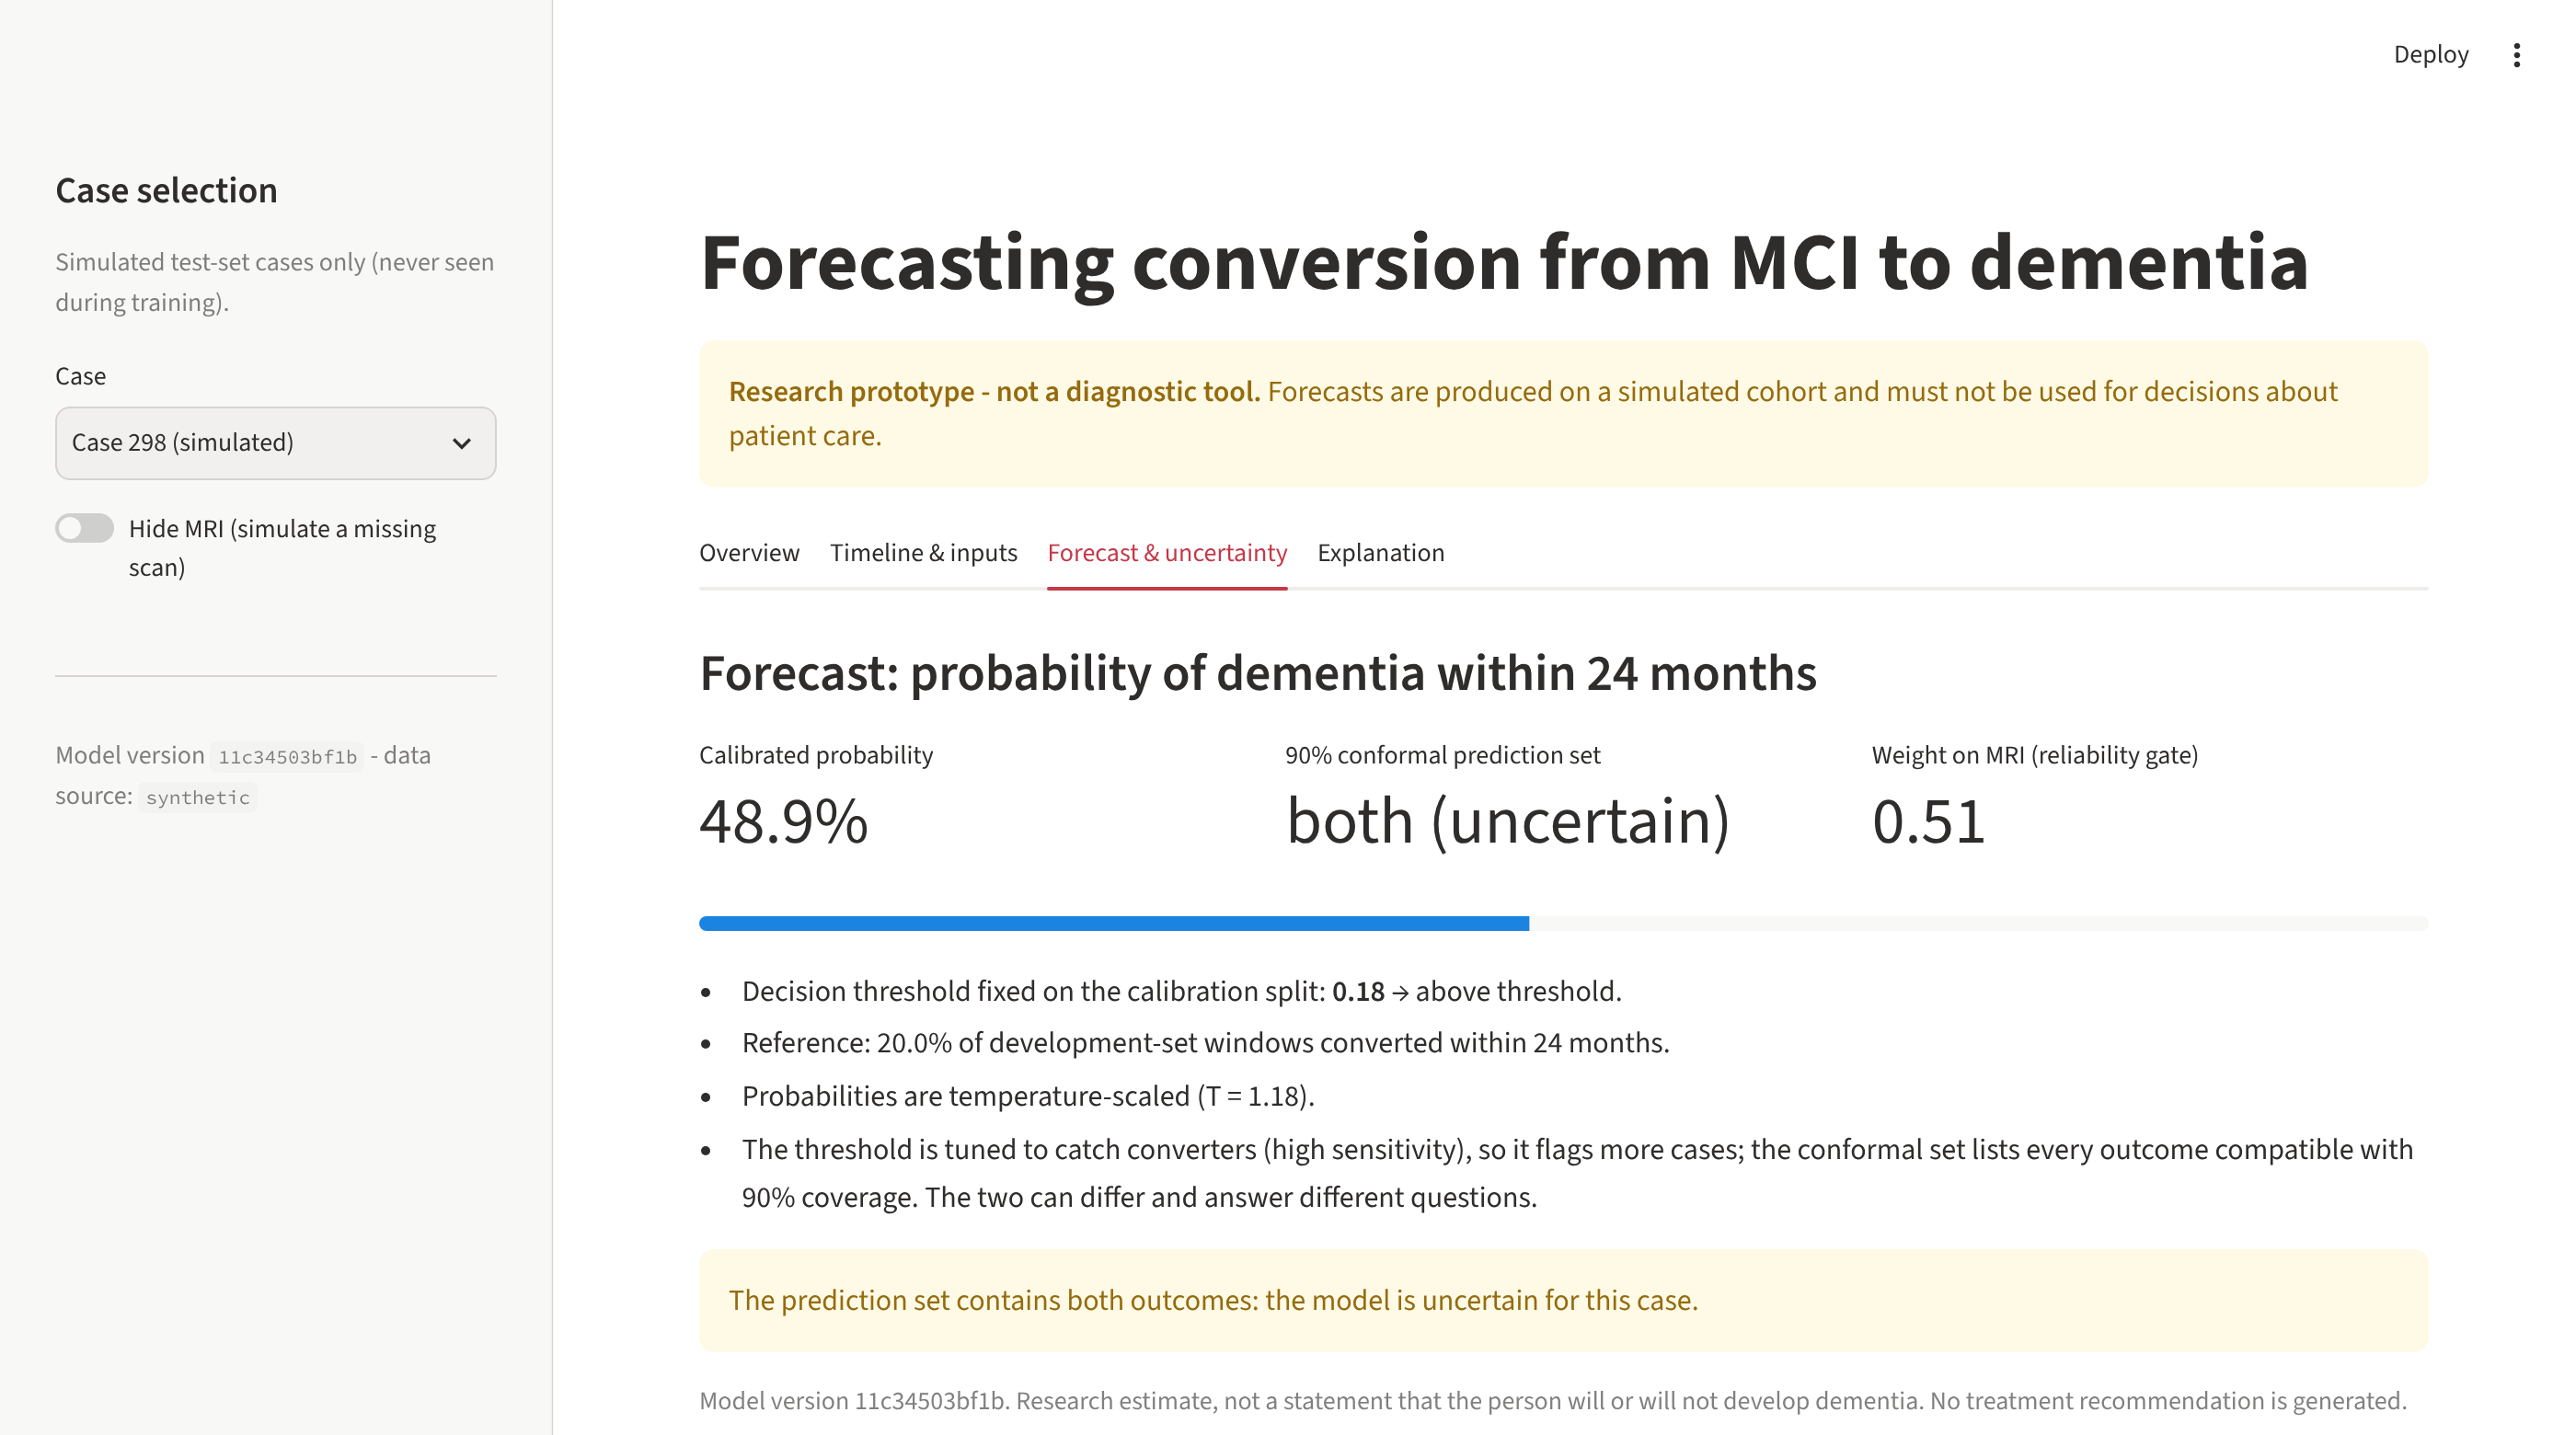 Deploy
Case selection
Simulated test-set cases only (never seen
during training).
Case
Case 298 (simulated)
Hide MRI (simulate a missing
scan)
Model version 11c34503bf1b - data
source: synthetic
Forecasting conversion from MCI to dementia
Research prototype - not a diagnostic tool. Forecasts are produced on a simulated cohort and must not be used for decisions about
patient care.
Overview Timeline & inputs Forecast & uncertainty Explanation
Forecast: probability of dementia within 24 months
Calibrated probability 90% conformal prediction set Weight on MRI (reliability gate)
48.9% both (uncertain) 0.51
• Decision threshold fixed on the calibration split: 0.18 → above threshold.
• Reference: 20.0% of development-set windows converted within 24 months.
• Probabilities are temperature-scaled (T = 1.18).
• The threshold is tuned to catch converters (high sensitivity), so it flags more cases; the conformal set lists every outcome compatible with
90% coverage. The two can differ and answer different questions.
The prediction set contains both outcomes: the model is uncertain for this case.
Model version 11c34503bf1b. Research estimate, not a statement that the person will or will not develop dementia. No treatment recommendation is generated.